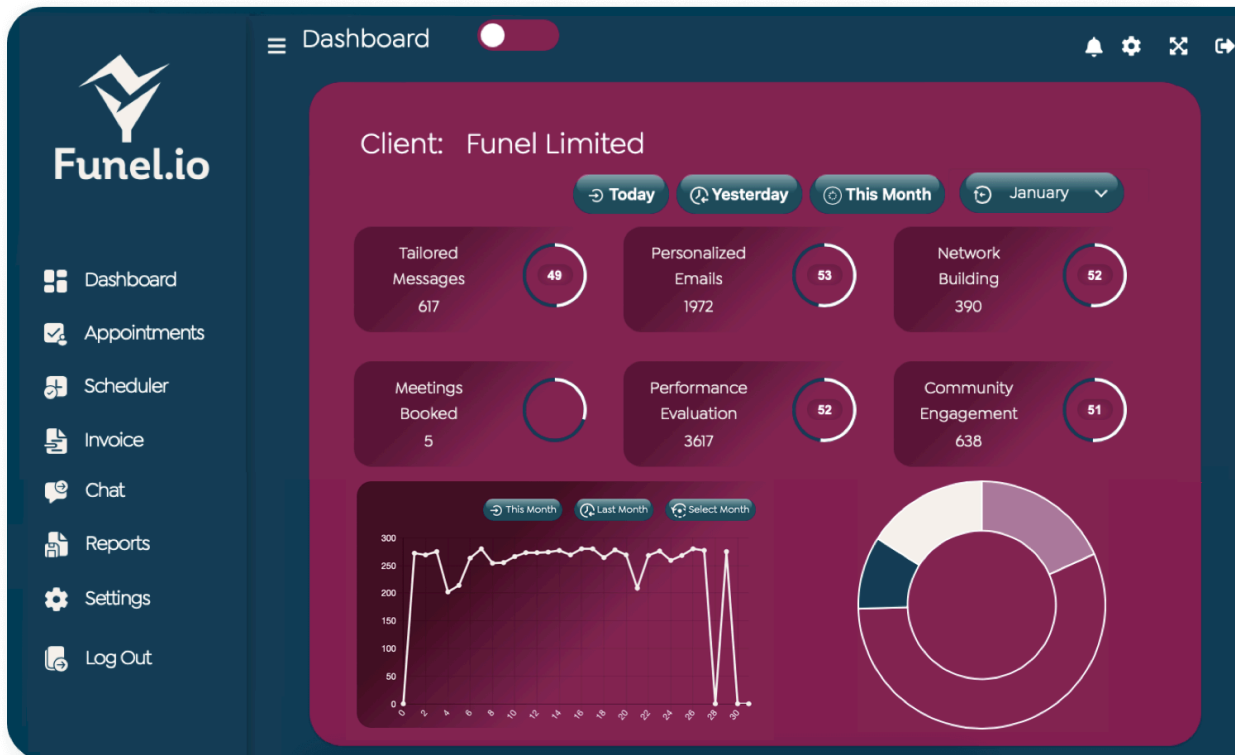 Funel.io
Dashboard
Appointments
Scheduler
Invoice
Chat
Reports
Settings
Log Out
Dashboard
Client: Funel Limited
Today
Yesterday
This Month
January
Tailored
Messages
617
49
Personalized
Emails
1972
53
Network
Building
390
52
Meetings
Booked
5
Performance
Evaluation
3617
52
Community
Engagement
638
51
This Month
Last Month
Select Month
300
250
200
150
100
50
0
0 2 4 6 8 10 12 14 16 18 20 22 24 26 28 30